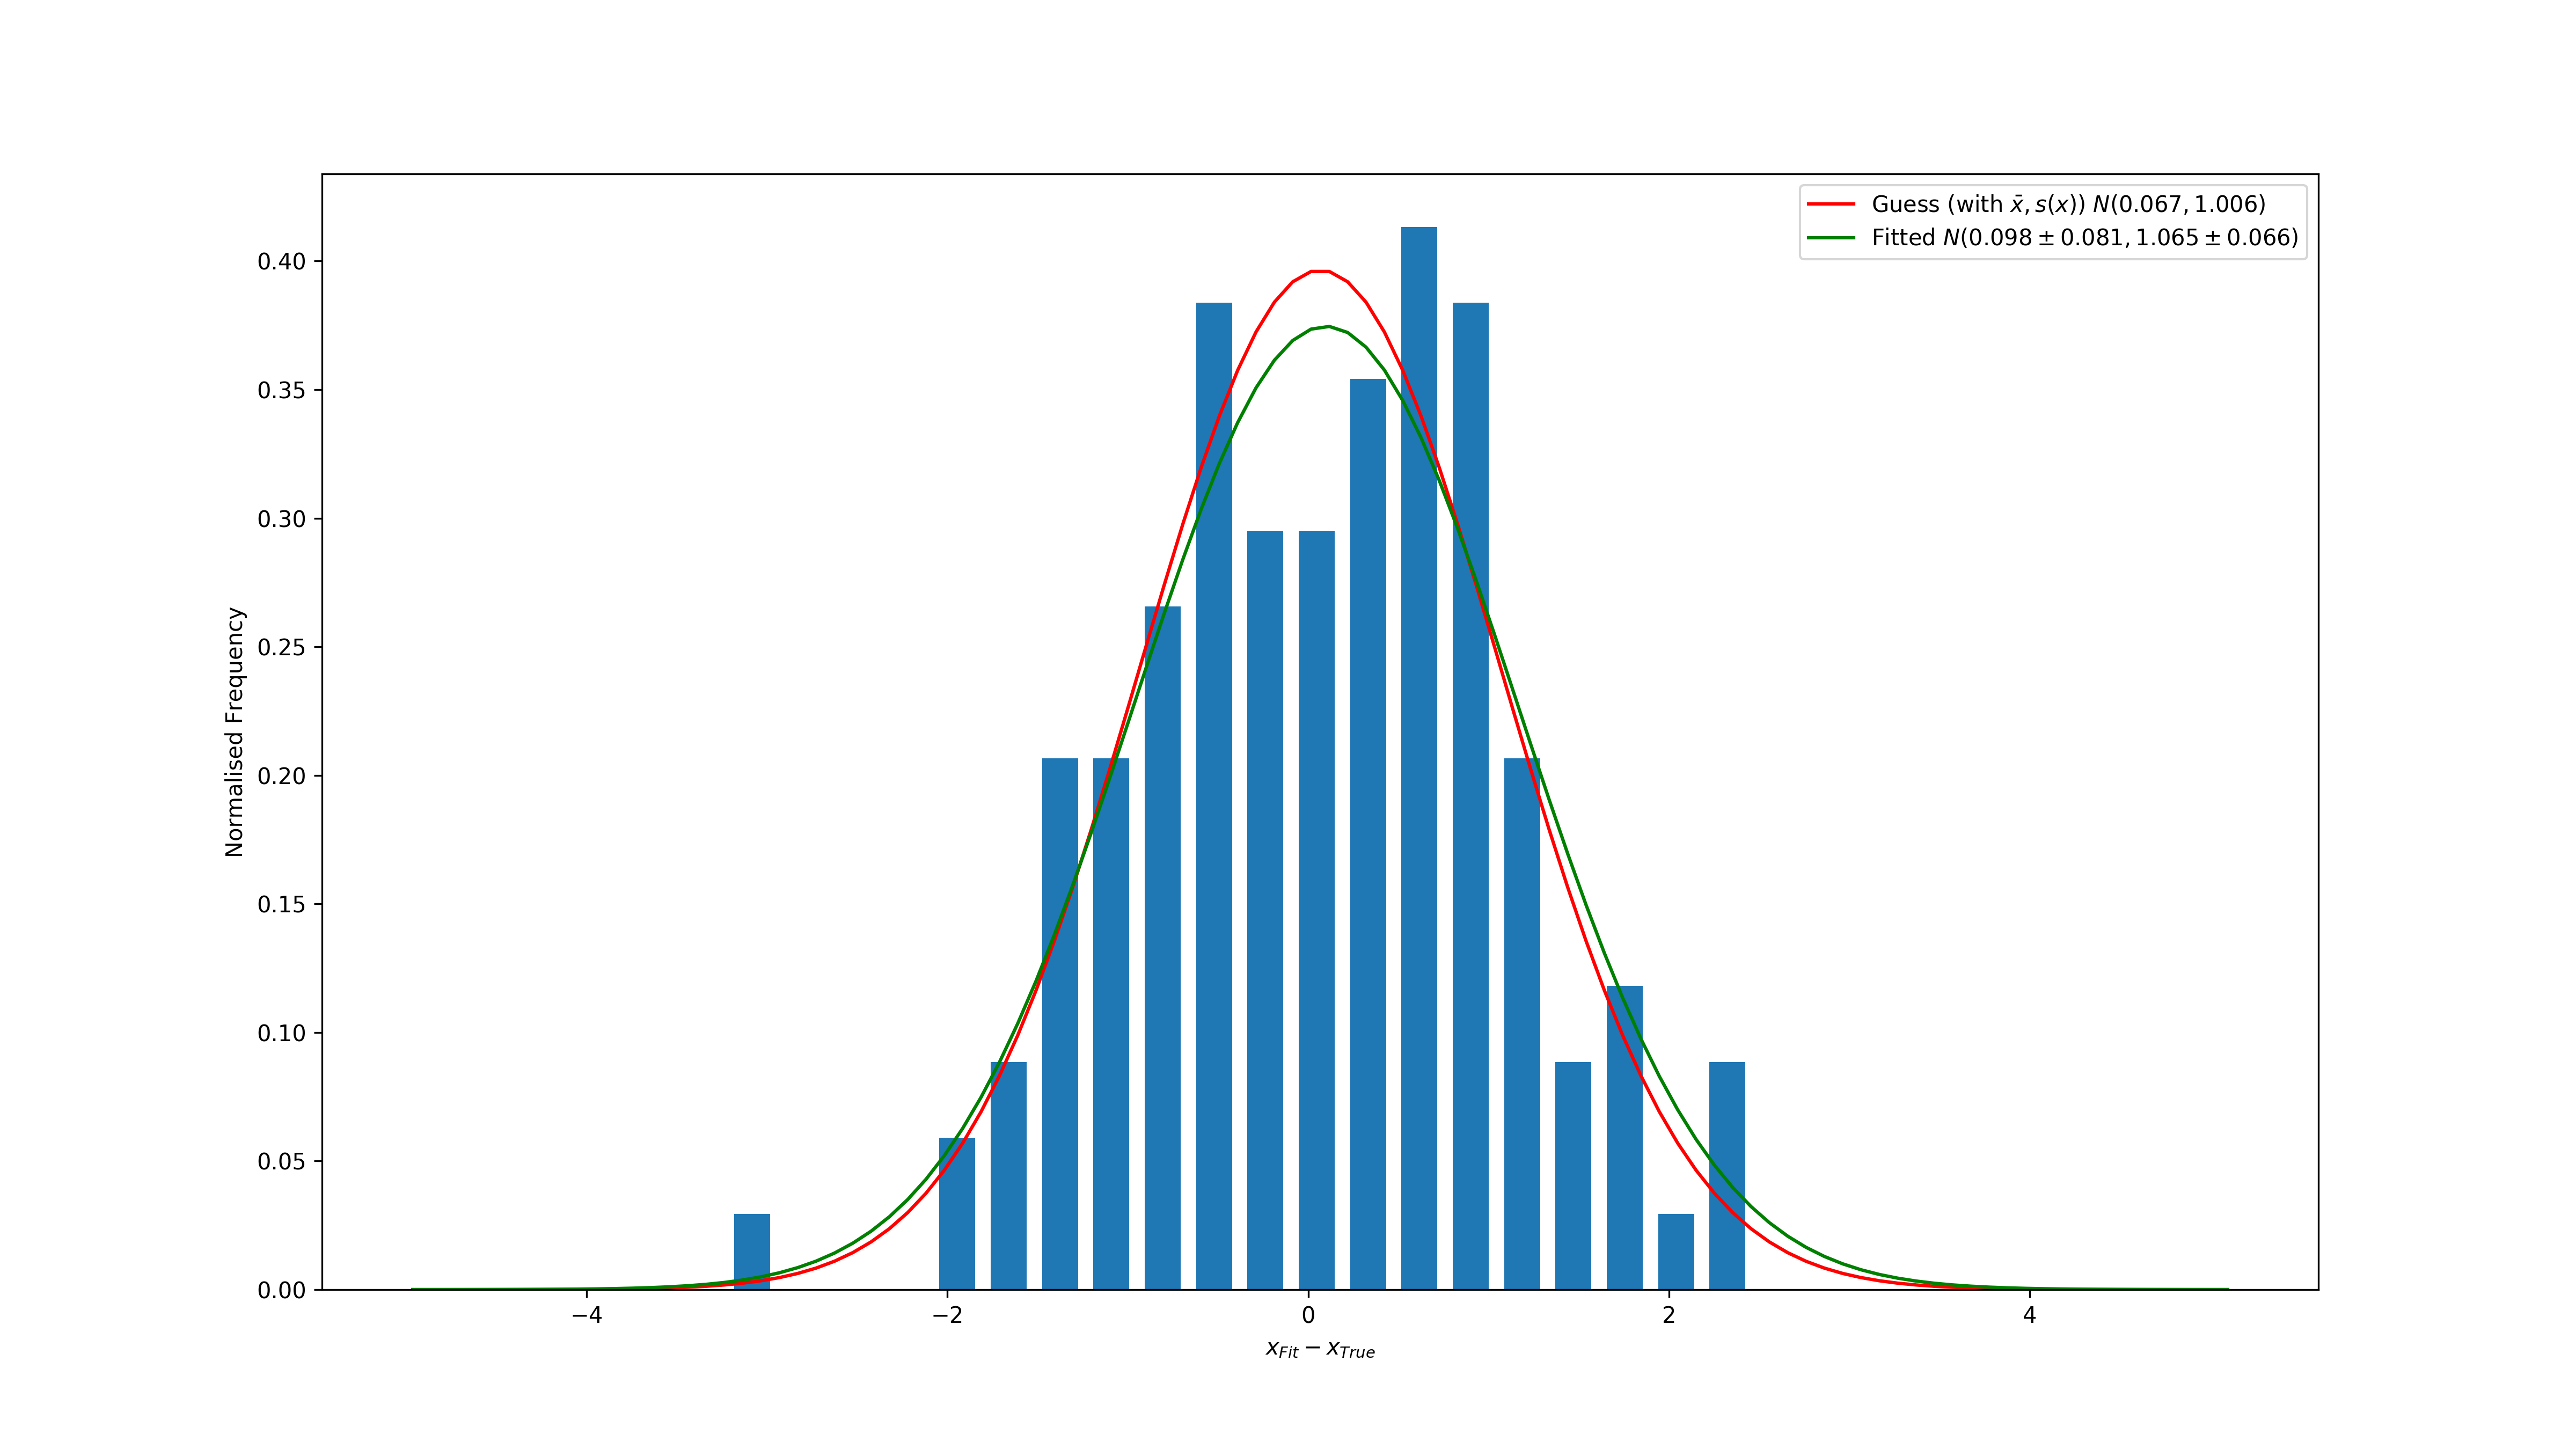 Guess (with x̄, s(x)) N(0.067, 1.006)
Fitted N(0.098 ± 0.081, 1.065 ± 0.066)
0.40
0.35
0.30
0.25
0.20
0.15
0.10
0.05
0.00
Normalised Frequency
−4 −2 0 2 4
x_Fit − x_True